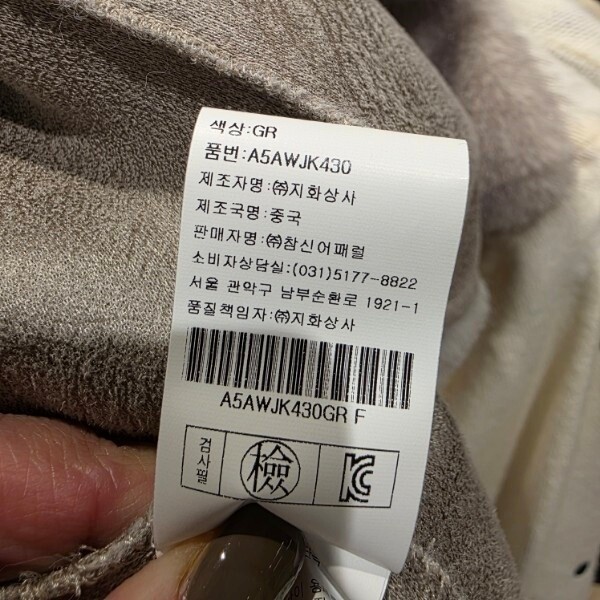 색상:GR
품번:A5AWJK430
제조자명:㈜지화상사
제조국명:중국
판매자명:㈜참신어패럴
소비자상담실:(031)5177-8822
서울 관악구 남부순환로 1921-1
품질책임자:㈜지화상사
A5AWJK430GR F
검사필 檢 KC